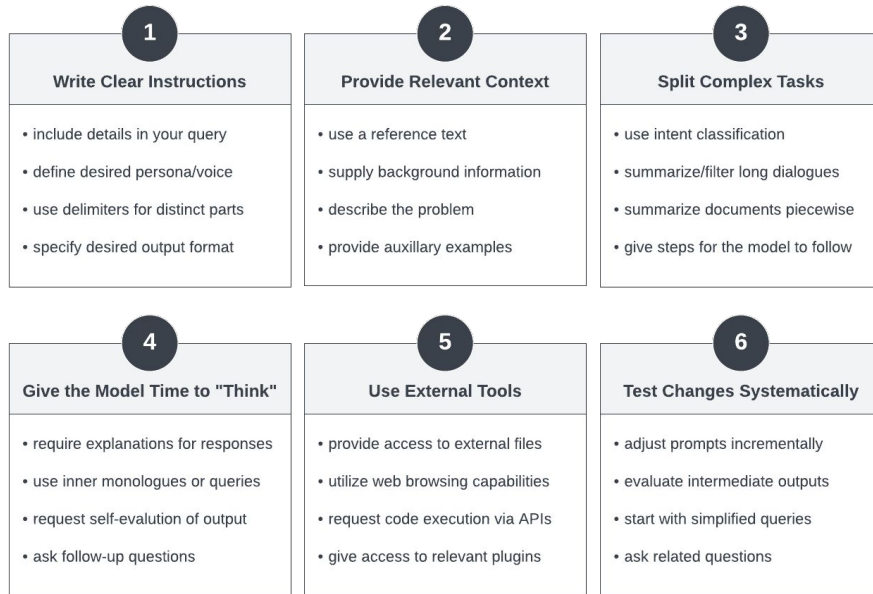 1
Write Clear Instructions
• include details in your query
• define desired persona/voice
• use delimiters for distinct parts
• specify desired output format
2
Provide Relevant Context
• use a reference text
• supply background information
• describe the problem
• provide auxillary examples
3
Split Complex Tasks
• use intent classification
• summarize/filter long dialogues
• summarize documents piecewise
• give steps for the model to follow
4
Give the Model Time to "Think"
• require explanations for responses
• use inner monologues or queries
• request self-evalution of output
• ask follow-up questions
5
Use External Tools
• provide access to external files
• utilize web browsing capabilities
• request code execution via APIs
• give access to relevant plugins
6
Test Changes Systematically
• adjust prompts incrementally
• evaluate intermediate outputs
• start with simplified queries
• ask related questions